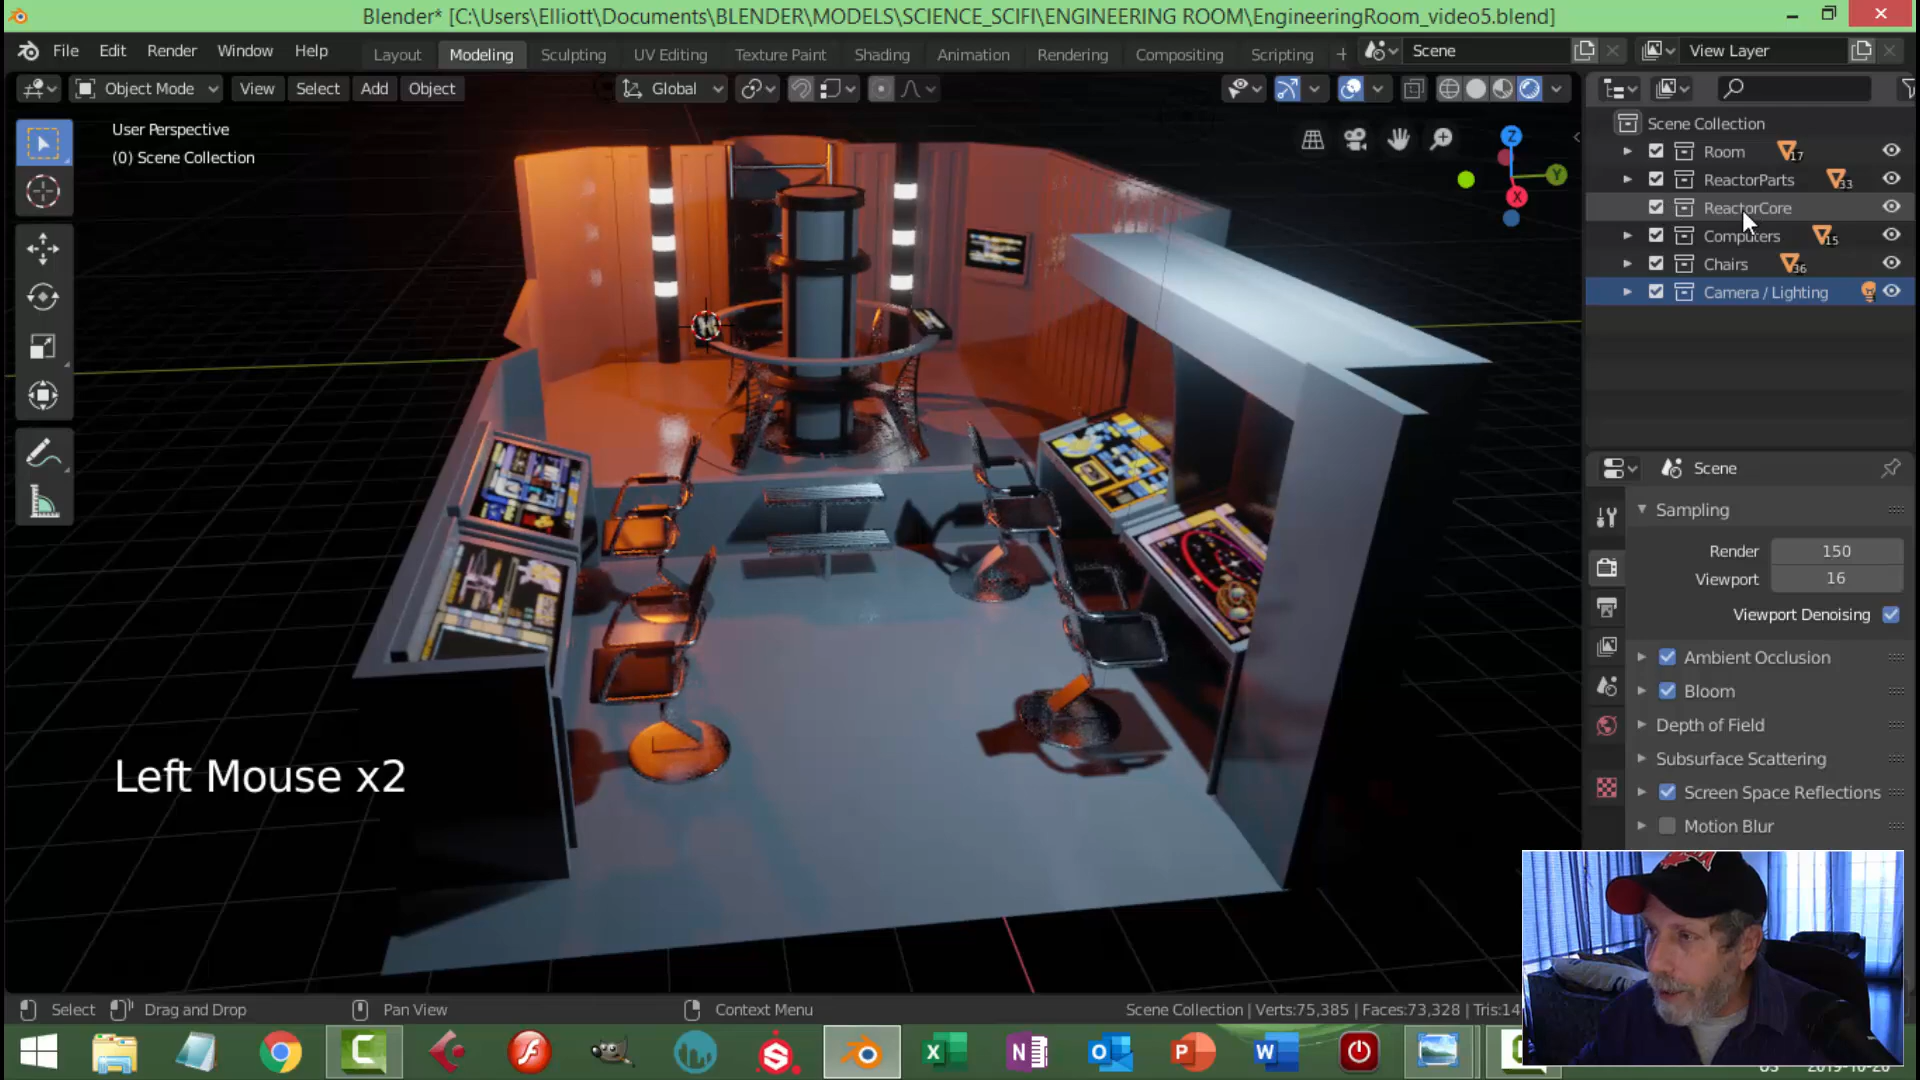 Blender* [C:\Users\Elliott\Documents\BLENDER\MODELS\SCIENCE_SCIFI\ENGINEERING ROOM\EngineeringRoom_video5.blend]
File Edit Render Window Help Layout Modeling Sculpting UV Editing Texture Paint Shading Animation Rendering Compositing Scripting + Scene View Layer
Object Mode View Select Add Object Global
User Perspective
(0) Scene Collection
Z
Y
X
Scene Collection
Room 17
ReactorParts 33
ReactorCore
Computers 15
Chairs 36
Camera / Lighting
Scene
Sampling
Render 150
Viewport 16
Viewport Denoising
Ambient Occlusion
Bloom
Depth of Field
Subsurface Scattering
Screen Space Reflections
Motion Blur
Left Mouse x2
Select Drag and Drop Pan View Context Menu Scene Collection | Verts:75,385 | Faces:73,328 | Tris:14